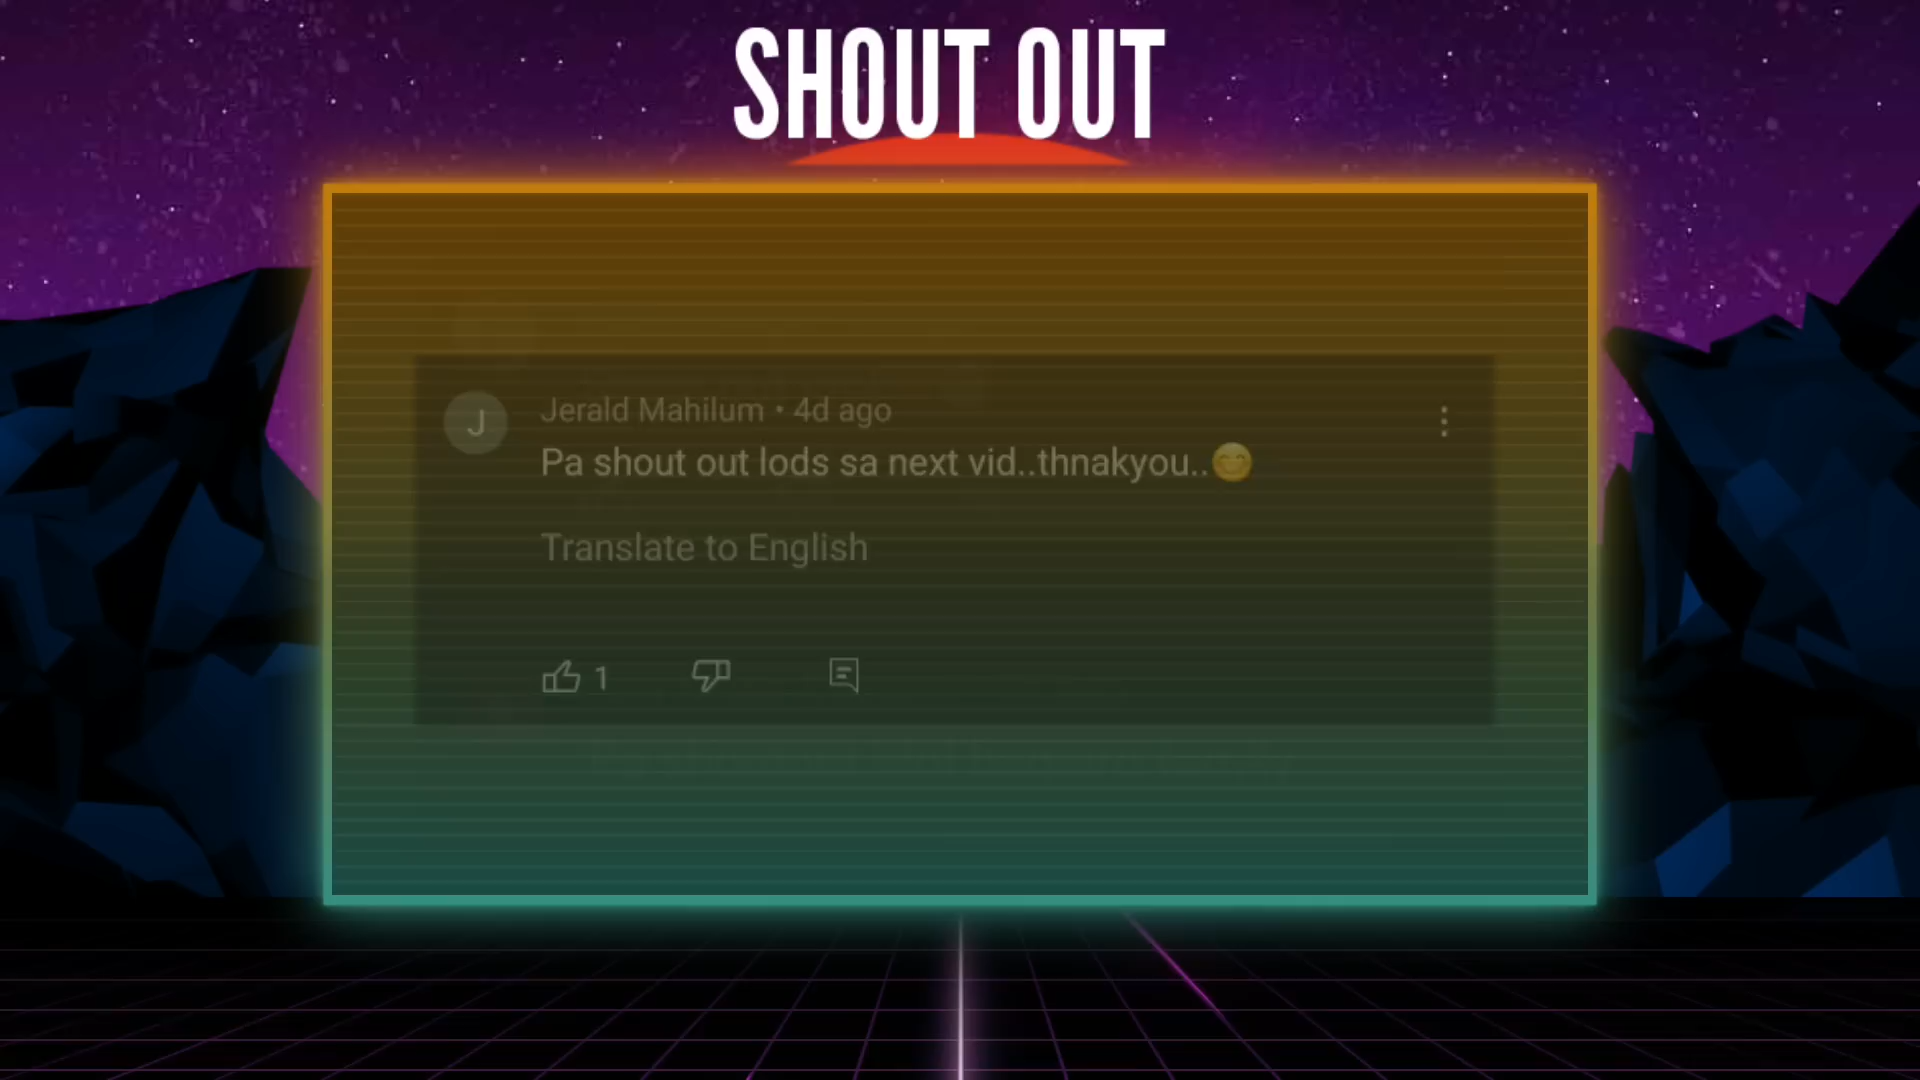 SHOUT OUT
J
Jerald Mahilum • 4d ago
Pa shout out lods sa next vid..thnakyou..😊
Translate to English
1